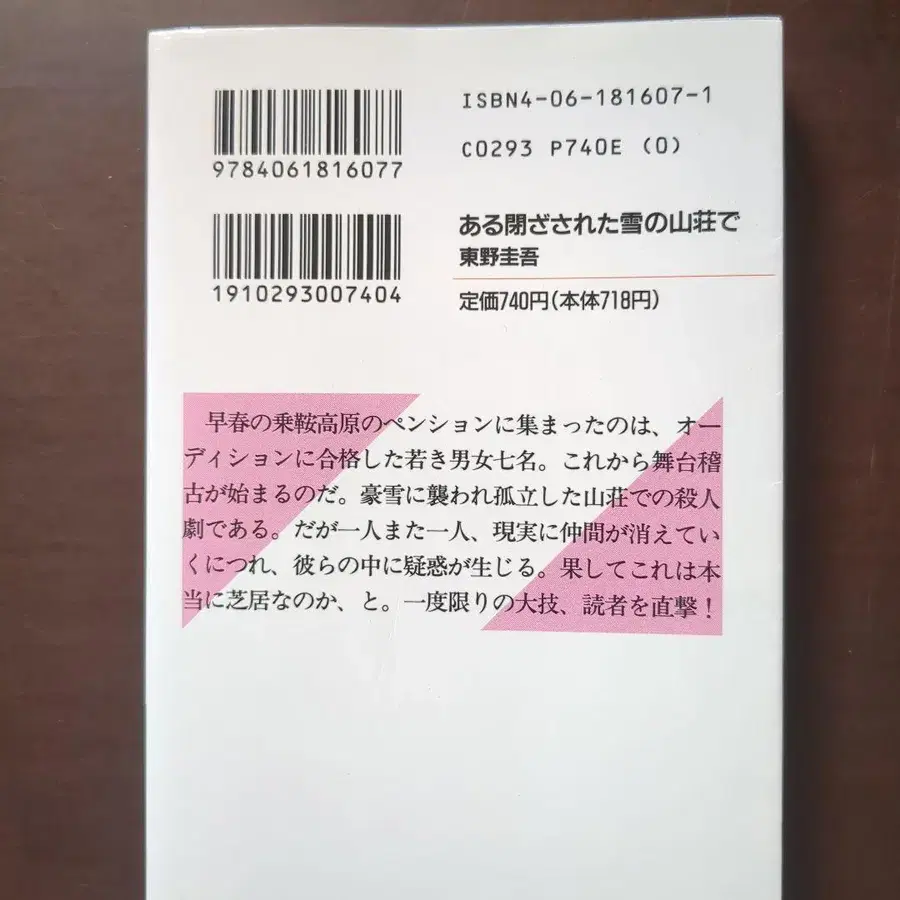 ISBN4-06-181607-1
C0293 P740E (0)
9784061816077
1910293007404
ある閉ざされた雪の山荘で
東野圭吾
定価740円(本体718円)
早春の乗鞍高原のペンションに集まったのは、オー
ディションに合格した若き男女七名。これから舞台稽
古が始まるのだ。豪雪に襲われ孤立した山荘での殺人
劇である。だが一人また一人、現実に仲間が消えてい
くにつれ、彼らの中に疑惑が生じる。果してこれは本
当に芝居なのか、と。一度限りの大技、読者を直撃!